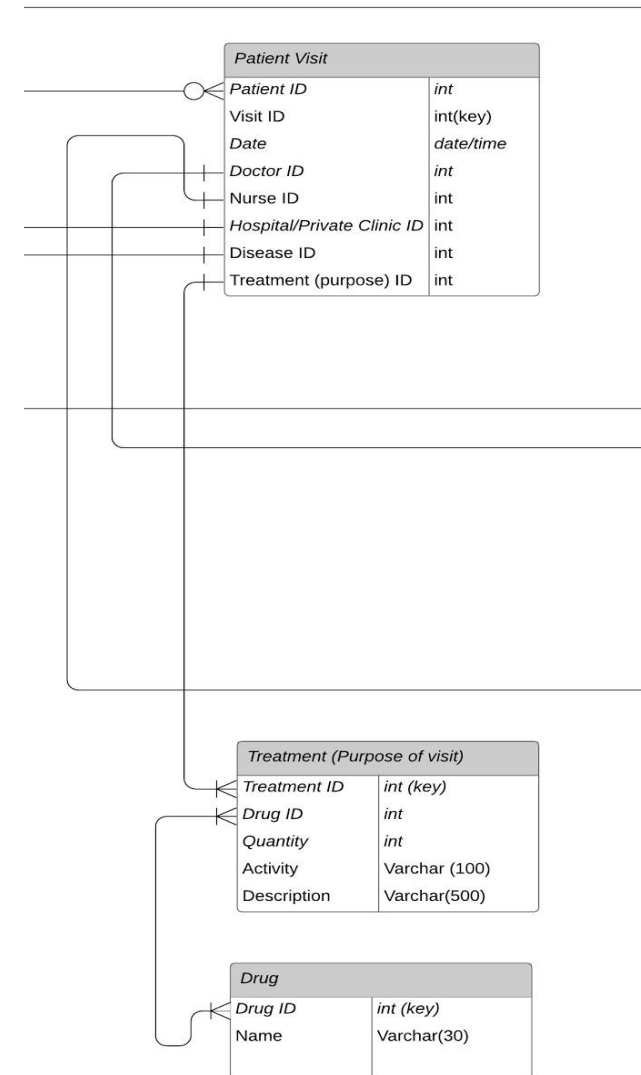 Patient Visit
Patient ID int
Visit ID int(key)
Date date/time
Doctor ID int
Nurse ID int
Hospital/Private Clinic ID int
Disease ID int
Treatment (purpose) ID int
Treatment (Purpose of visit)
Treatment ID int (key)
Drug ID int
Quantity int
Activity Varchar (100)
Description Varchar(500)
Drug
Drug ID int (key)
Name Varchar(30)